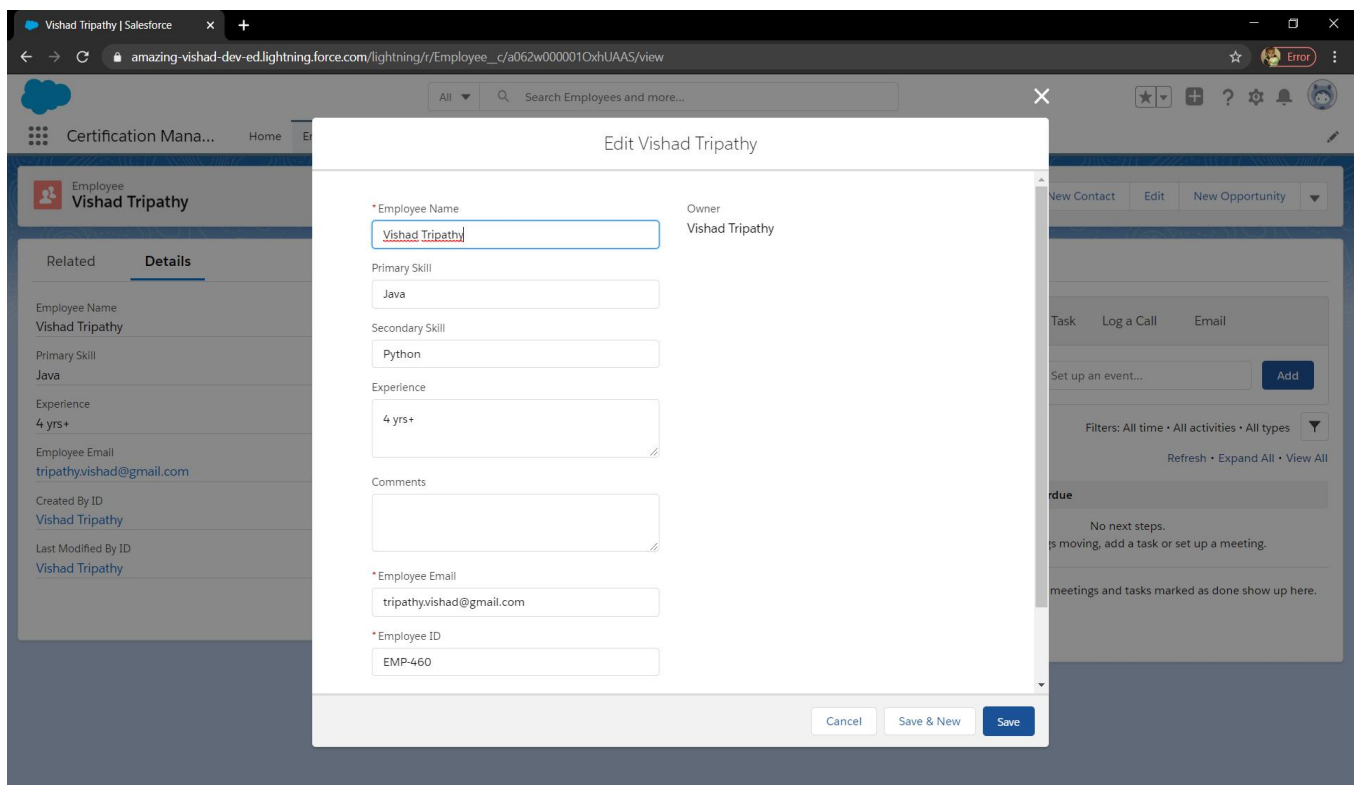 Vishad Tripathy | Salesforce
amazing-vishad-dev-ed.lightning.force.com/lightning/r/Employee__c/a062w000001OxhUAAS/view
Error
All
Search Employees and more...
Certification Mana...
Home
Employee
Vishad Tripathy
New Contact
Edit
New Opportunity
Related
Details
Employee Name
Vishad Tripathy
Primary Skill
Java
Experience
4 yrs+
Employee Email
tripathy.vishad@gmail.com
Created By ID
Vishad Tripathy
Last Modified By ID
Vishad Tripathy
Edit Vishad Tripathy
*Employee Name
Vishad Tripathy
Owner
Vishad Tripathy
Primary Skill
Java
Secondary Skill
Python
Experience
4 yrs+
Comments
*Employee Email
tripathy.vishad@gmail.com
*Employee ID
EMP-460
Cancel
Save & New
Save
Task
Log a Call
Email
Set up an event...
Add
Filters: All time • All activities • All types
Refresh • Expand All • View All
No next steps.
moving, add a task or set up a meeting.
meetings and tasks marked as done show up here.